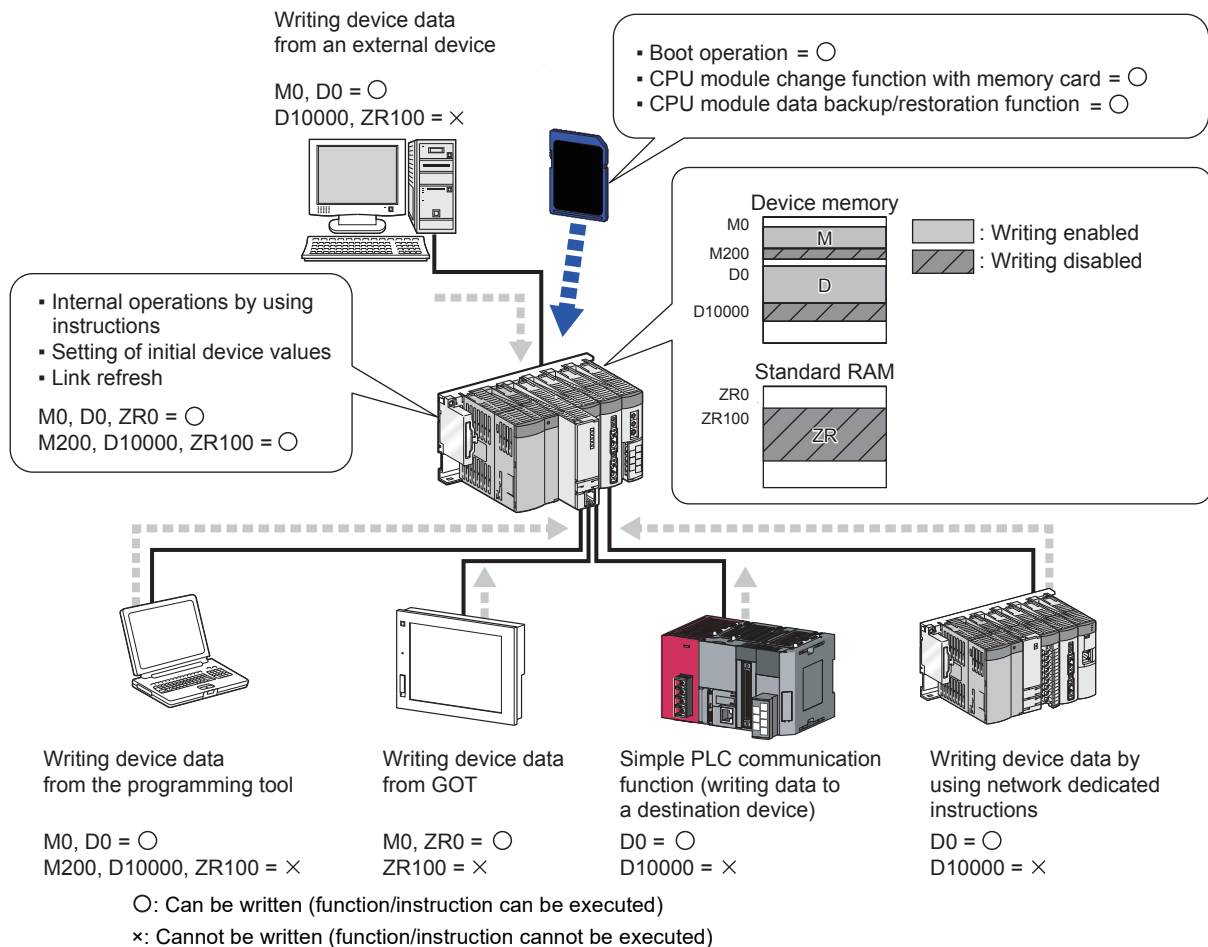 Writing device data
from an external device
M0, D0 = ○
D10000, ZR100 = ×
▪ Boot operation = ○
▪ CPU module change function with memory card = ○
▪ CPU module data backup/restoration function = ○
Device memory
M0
M
M200
D0
D
D10000
: Writing enabled
: Writing disabled
Standard RAM
ZR0
ZR100
ZR
▪ Internal operations by using
instructions
▪ Setting of initial device values
▪ Link refresh
M0, D0, ZR0 = ○
M200, D10000, ZR100 = ○
Writing device data
from the programming tool
M0, D0 = ○
M200, D10000, ZR100 = ×
Writing device data
from GOT
M0, ZR0 = ○
ZR100 = ×
Simple PLC communication
function (writing data to
a destination device)
D0 = ○
D10000 = ×
Writing device data by
using network dedicated
instructions
D0 = ○
D10000 = ×
○: Can be written (function/instruction can be executed)
×: Cannot be written (function/instruction cannot be executed)